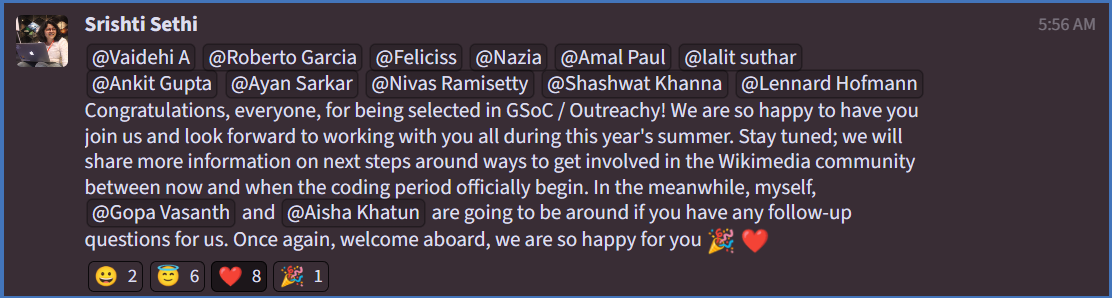 Srishti Sethi 5:56 AM
@Vaidehi A @Roberto Garcia @Feliciss @Nazia @Amal Paul @lalit suthar
@Ankit Gupta @Ayan Sarkar @Nivas Ramisetty @Shashwat Khanna @Lennard Hofmann
Congratulations, everyone, for being selected in GSoC / Outreachy! We are so happy to have you
join us and look forward to working with you all during this year's summer. Stay tuned; we will
share more information on next steps around ways to get involved in the Wikimedia community
between now and when the coding period officially begin. In the meanwhile, myself,
@Gopa Vasanth and @Aisha Khatun are going to be around if you have any follow-up
questions for us. Once again, welcome aboard, we are so happy for you 🎉 ❤️
😀 2 😇 6 ❤️ 8 🎉 1